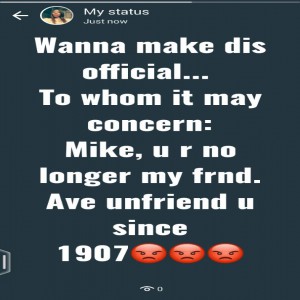 My status
Just now
Wanna make dis
official...
To whom it may
concern:
Mike, u r no
longer my frnd.
Ave unfriend u
since
1907😡😡😡
0